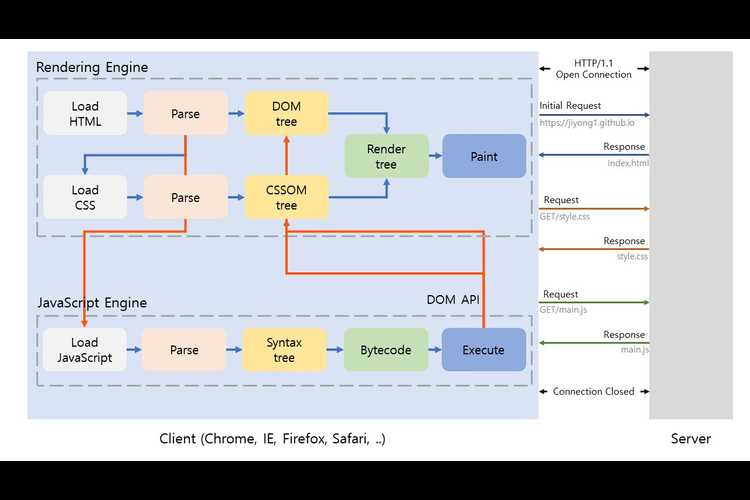 Rendering Engine
Load
HTML
Parse
DOM
tree
Render
tree
Paint
Load
CSS
Parse
CSSOM
tree
JavaScript Engine
DOM API
Load
JavaScript
Parse
Syntax
tree
Bytecode
Execute
HTTP/1.1
Open Connection
Initial Request
https://jiyong1.github.io
Response
index.html
Request
GET/style.css
Response
style.css
Request
GET/main.js
Response
main.js
Connection Closed
Client (Chrome, IE, Firefox, Safari, ..)
Server